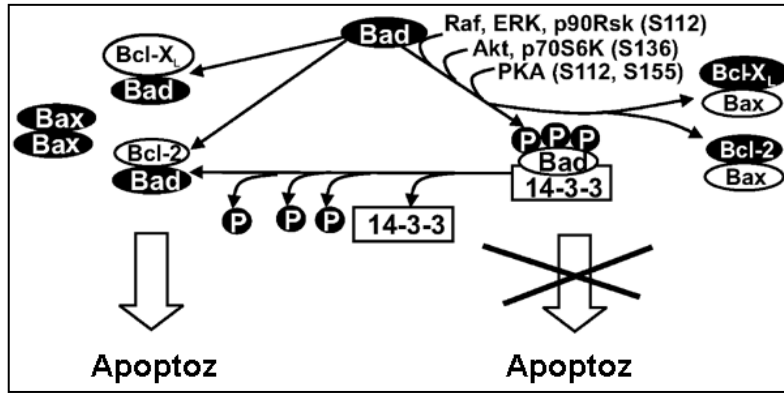 Bad
Raf, ERK, p90Rsk (S112)
Akt, p70S6K (S136)
PKA (S112, S155)
Bcl-XL
Bad
Bax
Bax
Bcl-2
Bad
P P P
Bad
14-3-3
Bcl-XL
Bax
Bcl-2
Bax
P
P
P
14-3-3
Apoptoz
Apoptoz